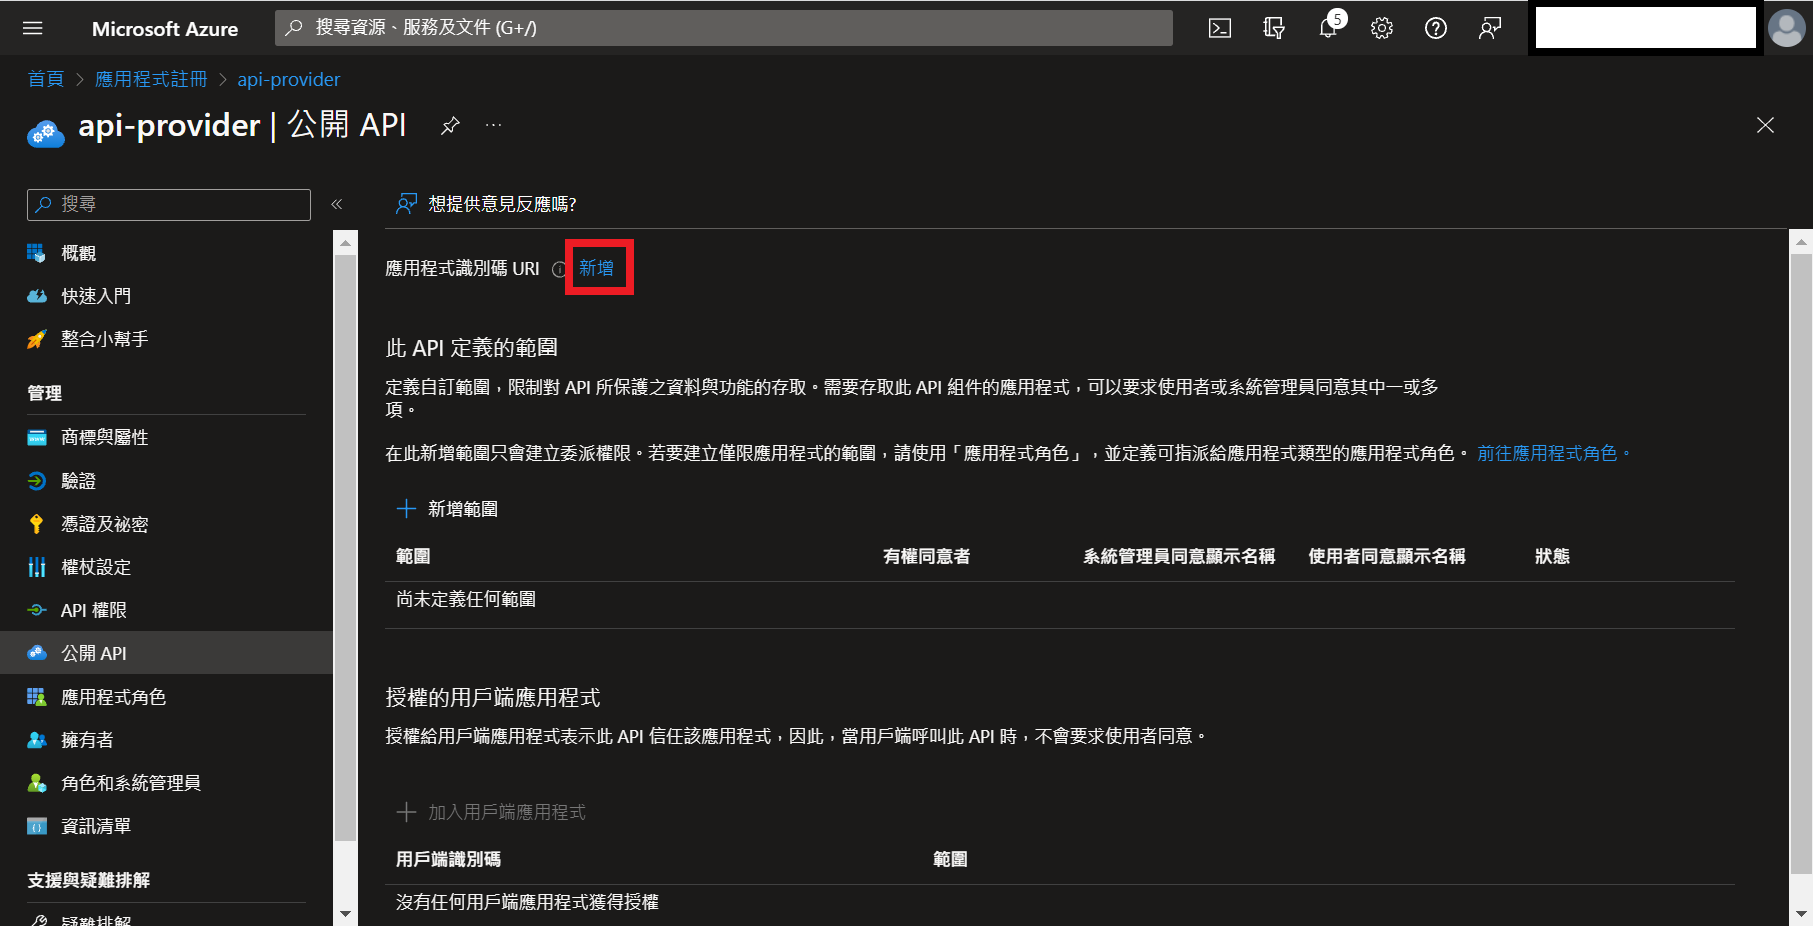 Microsoft Azure
搜尋資源、服務及文件 (G+/)
5
首頁 > 應用程式註冊 > api-provider
api-provider | 公開 API
搜尋
«
想提供意見反應嗎?
概觀
快速入門
整合小幫手
管理
商標與屬性
驗證
憑證及祕密
權杖設定
API 權限
公開 API
應用程式角色
擁有者
角色和系統管理員
資訊清單
支援與疑難排解
疑難排解
應用程式識別碼 URI 新增
此 API 定義的範圍
定義自訂範圍，限制對 API 所保護之資料與功能的存取。需要存取此 API 組件的應用程式，可以要求使用者或系統管理員同意其中一或多
項。
在此新增範圍只會建立委派權限。若要建立僅限應用程式的範圍，請使用「應用程式角色」，並定義可指派給應用程式類型的應用程式角色。前往應用程式角色。
新增範圍
範圍 有權同意者 系統管理員同意顯示名稱 使用者同意顯示名稱 狀態
尚未定義任何範圍
授權的用戶端應用程式
授權給用戶端應用程式表示此 API 信任該應用程式，因此，當用戶端呼叫此 API 時，不會要求使用者同意。
加入用戶端應用程式
用戶端識別碼 範圍
沒有任何用戶端應用程式獲得授權